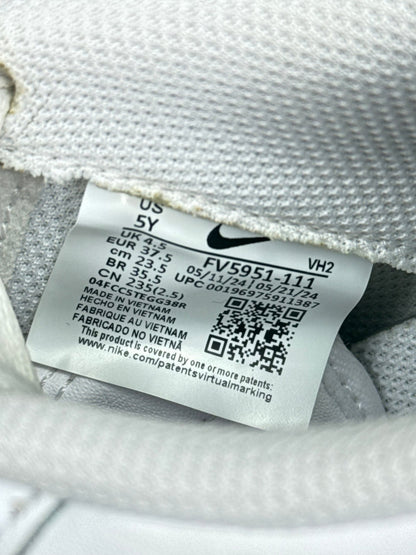 US 5Y
UK 4.5
EUR 37.5
cm 23.5
BR 35.5
CN 235(2.5)
04FCC5TEGG38R
MADE IN VIETNAM
HECHO EN VIETNAM
FABRIQUE AU VIETNAM
FABRICADO NO VIETNÃ
This product is covered by one or more patents:
www.nike.com/patentsvirtualmarking
VH2
FV5951-111
05/11/24|05/21/24
UPC 00196975911387